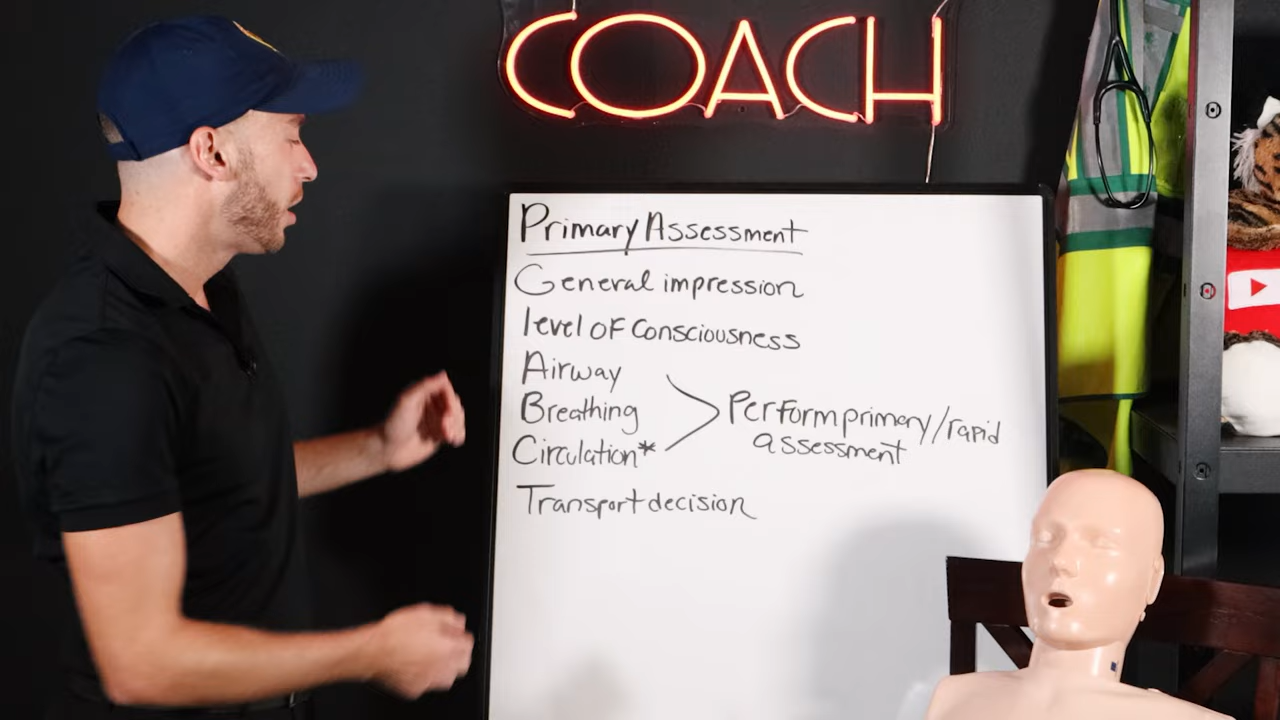 COACH
Primary Assessment
General impression
level of consciousness
Airway
Breathing
Circulation*
Perform primary/rapid
assessment
Transport decision